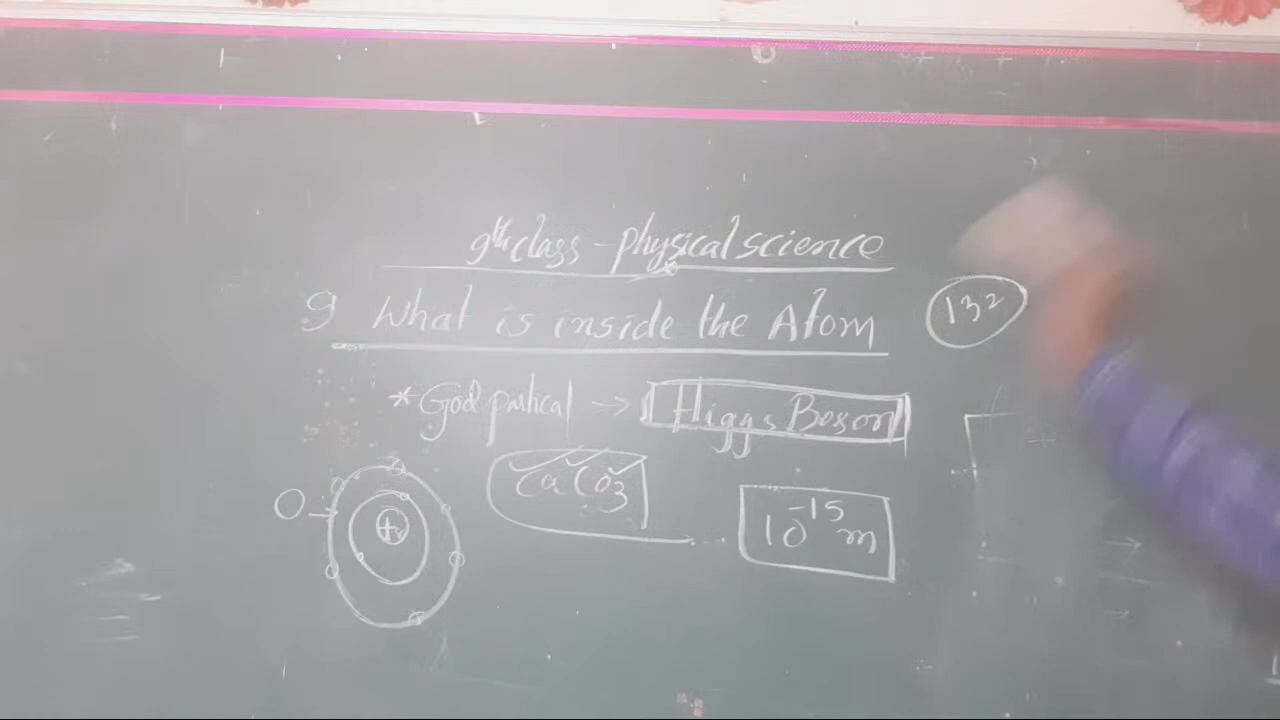 9th class - physical science
9 What is inside the Atom 132
* God partical → Higgs Boson
CaCO3
O 10^-15 m
+